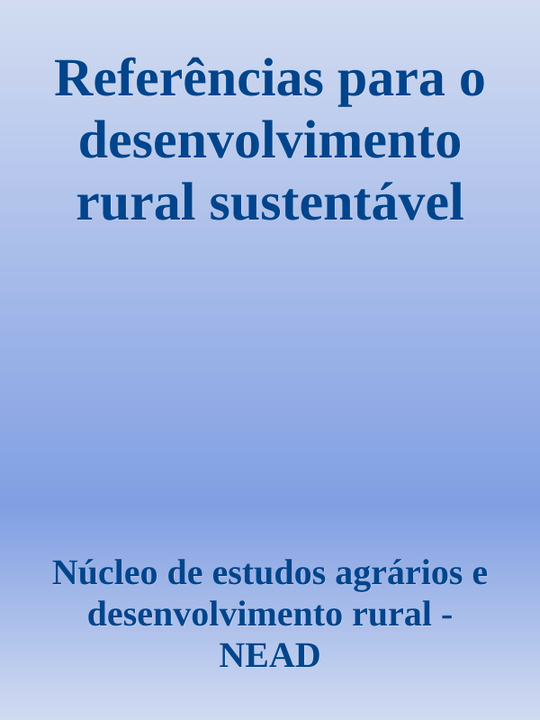 Referências para o
desenvolvimento
rural sustentável
Núcleo de estudos agrários e
desenvolvimento rural -
NEAD